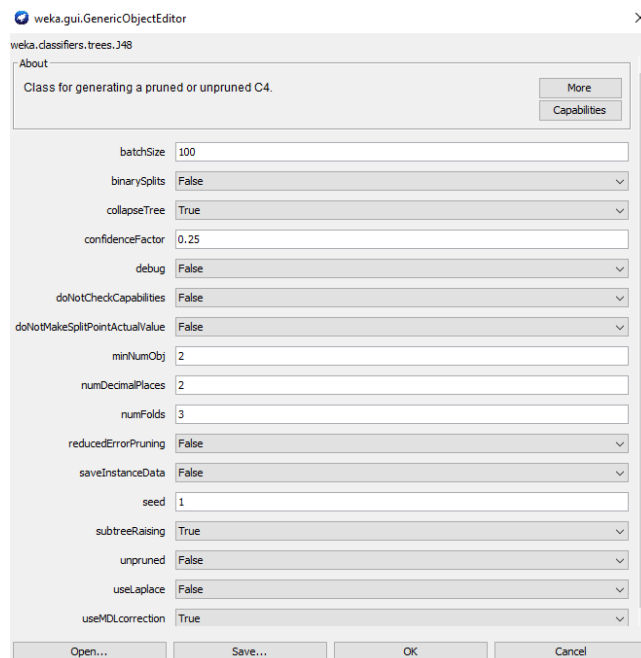 weka.gui.GenericObjectEditor
weka.classifiers.trees.J48
About
Class for generating a pruned or unpruned C4.
More
Capabilities
batchSize 100
binarySplits False
collapseTree True
confidenceFactor 0.25
debug False
doNotCheckCapabilities False
doNotMakeSplitPointActualValue False
minNumObj 2
numDecimalPlaces 2
numFolds 3
reducedErrorPruning False
saveInstanceData False
seed 1
subtreeRaising True
unpruned False
useLaplace False
useMDLcorrection True
Open... Save... OK Cancel